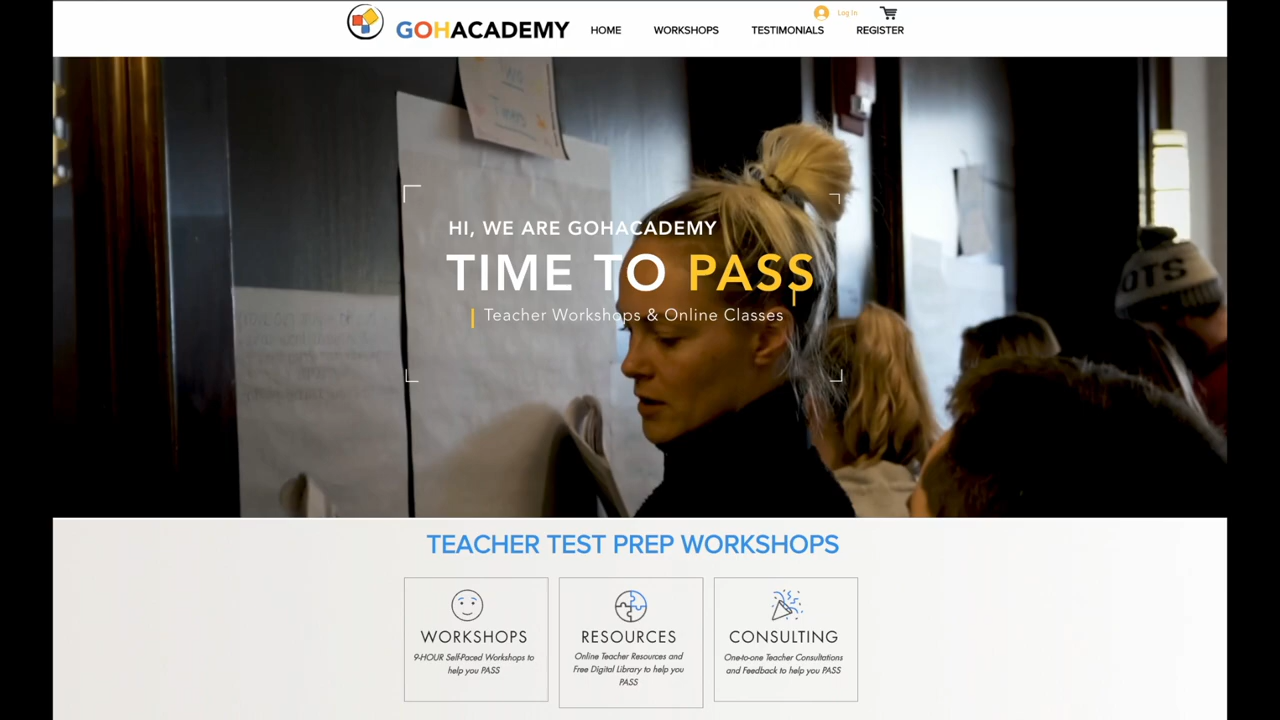 GOHACADEMY
HOME
WORKSHOPS
TESTIMONIALS
Log In
REGISTER
HI, WE ARE GOHACADEMY
TIME TO PASS
Teacher Workshops & Online Classes
OTS
TEACHER TEST PREP WORKSHOPS
WORKSHOPS
9-HOUR Self-Paced Workshops to
help you PASS
RESOURCES
Online Teacher Resources and
Free Digital Library to help you
PASS
CONSULTING
One-to-one Teacher Consultations
and Feedback to help you PASS